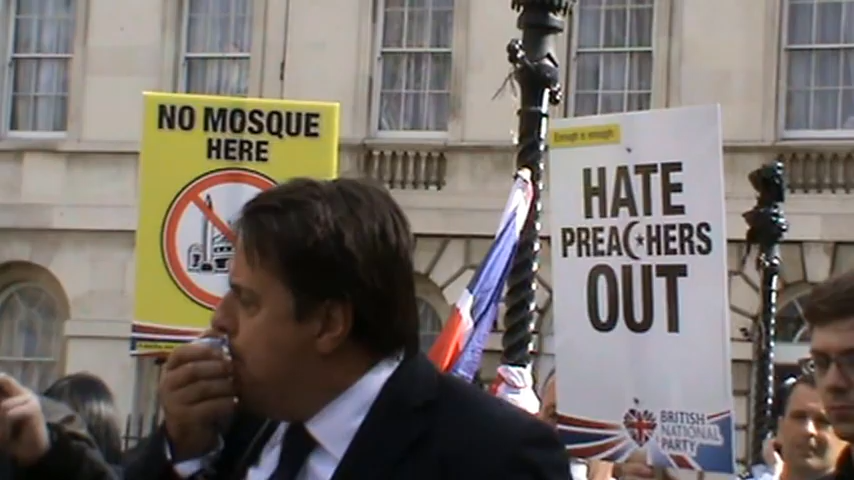 NO MOSQUE
HERE
Enough is enough
HATE
PREACHERS
OUT
BRITISH
NATIONAL
PARTY